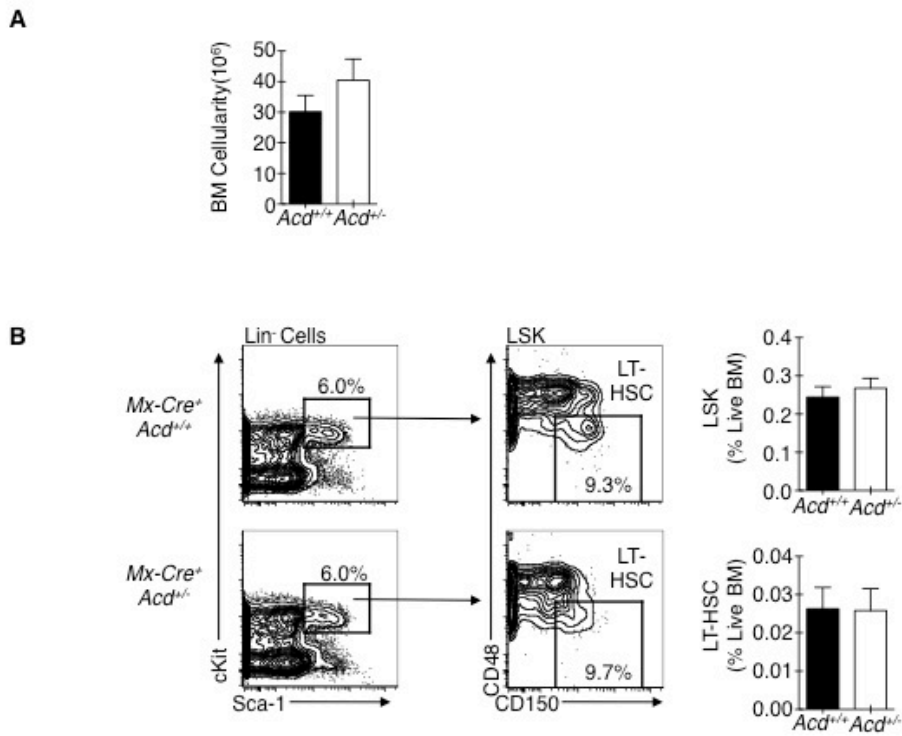 A
BM Cellularity(10⁶)
50
40
30
20
10
0
Acd+/+ Acd+/-
B
Lin- Cells
LSK
Mx-Cre+
Acd+/+
6.0%
LT-
HSC
9.3%
LSK
(% Live BM)
0.4
0.3
0.2
0.1
0.0
Acd+/+ Acd+/-
Mx-Cre+
Acd+/-
6.0%
LT-
HSC
9.7%
cKit
Sca-1
CD48
CD150
LT-HSC
(% Live BM)
0.04
0.03
0.02
0.01
0.00
Acd+/+ Acd+/-